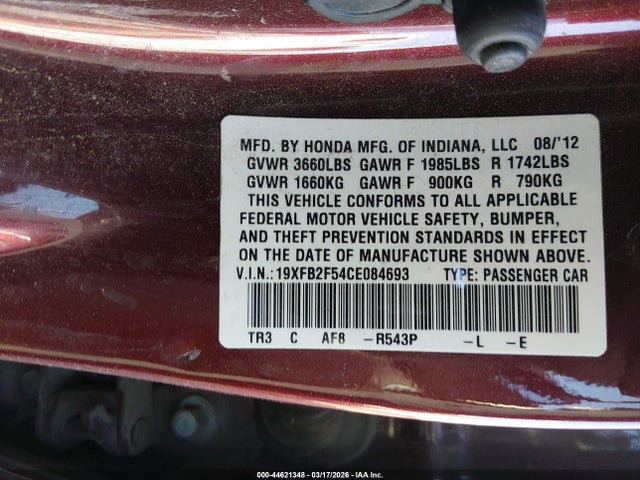 MFD. BY HONDA MFG. OF INDIANA, LLC 08/'12
GVWR 3660LBS GAWR F 1985LBS R 1742LBS
GVWR 1660KG GAWR F 900KG R 790KG
THIS VEHICLE CONFORMS TO ALL APPLICABLE
FEDERAL MOTOR VEHICLE SAFETY, BUMPER,
AND THEFT PREVENTION STANDARDS IN EFFECT
ON THE DATE OF MANUFACTURE SHOWN ABOVE.
V.I.N.: 19XFB2F54CE084693 TYPE: PASSENGER CAR
TR3 C AF8 -R543P -L -E
000-44621348 - 03/17/2026 - IAA Inc.